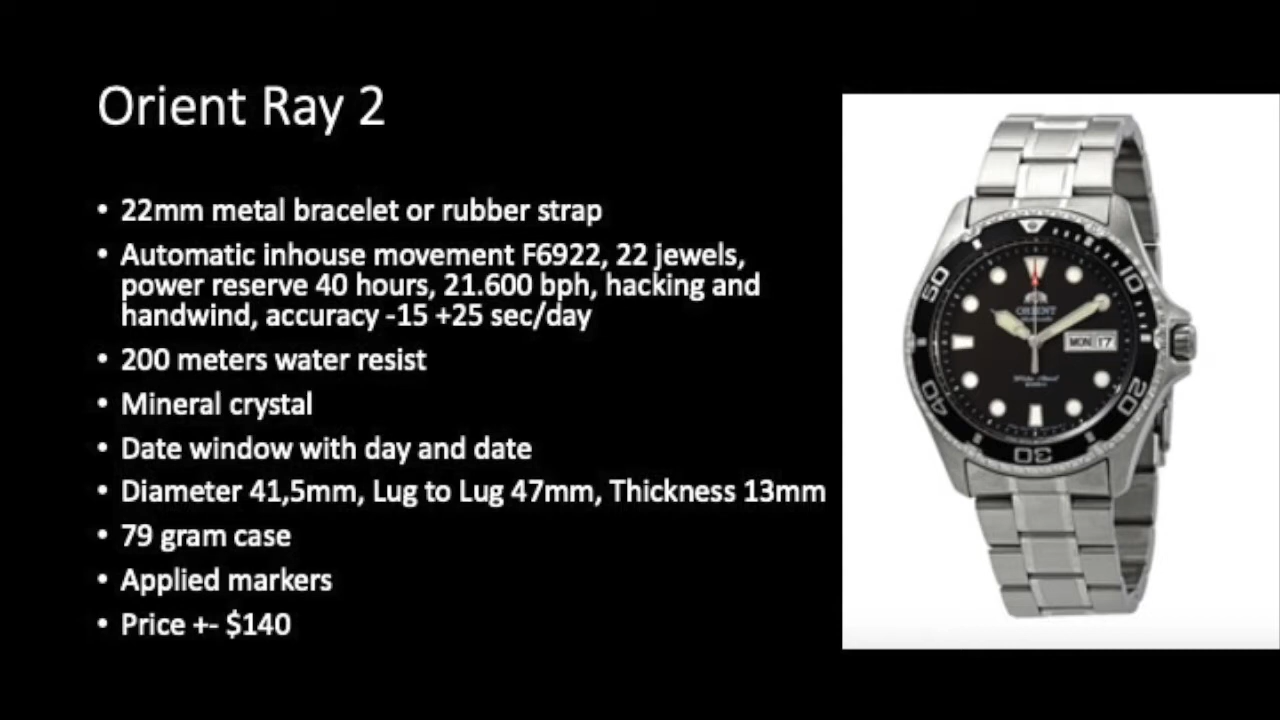 Orient Ray 2
• 22mm metal bracelet or rubber strap
• Automatic inhouse movement F6922, 22 jewels,
power reserve 40 hours, 21.600 bph, hacking and
handwind, accuracy -15 +25 sec/day
• 200 meters water resist
• Mineral crystal
• Date window with day and date
• Diameter 41,5mm, Lug to Lug 47mm, Thickness 13mm
• 79 gram case
• Applied markers
• Price +- $140
50
10
ORIENT
MON 17
40
20
30